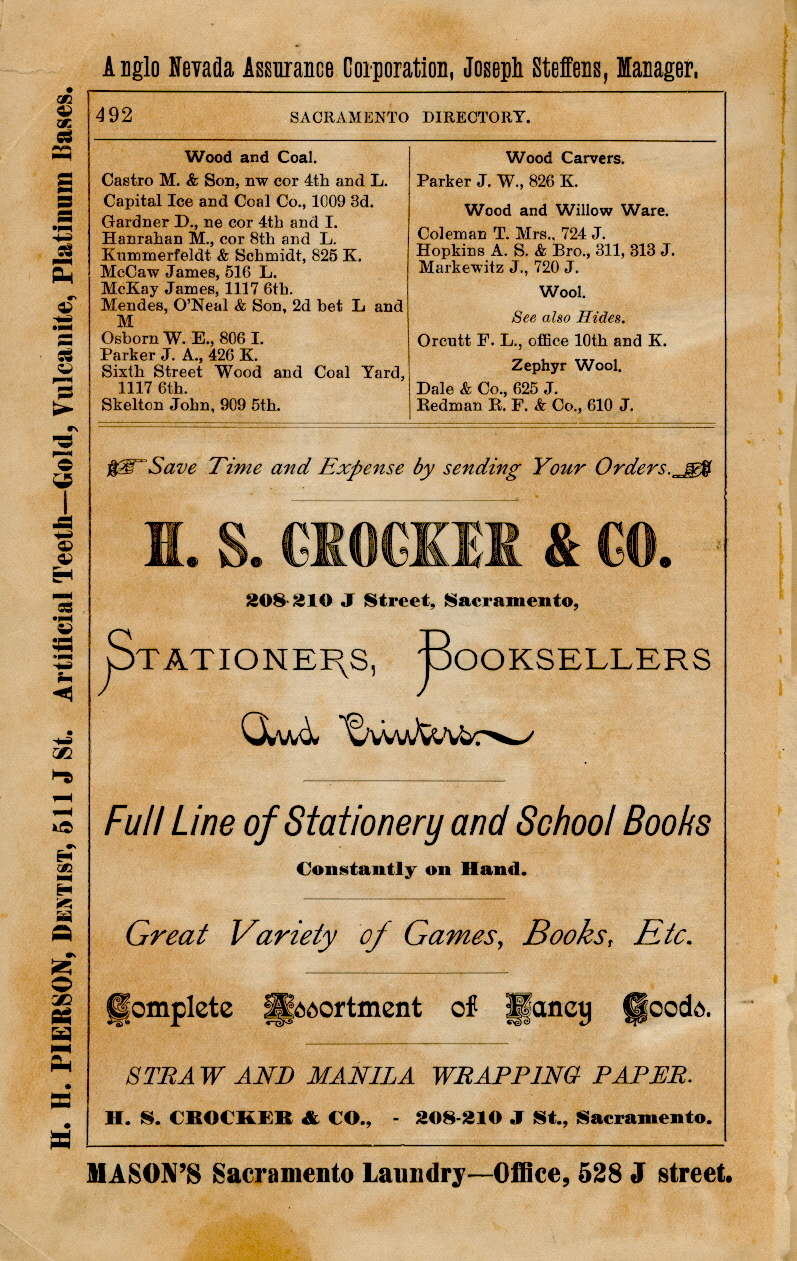 Anglo Nevada Assurance Corporation, Joseph Steffens, Manager.
492 SACRAMENTO DIRECTORY.
Wood and Coal.
Castro M. & Son, nw cor 4th and L.
Capital Ice and Coal Co., 1009 3d.
Gardner D., ne cor 4th and I.
Hanrahan M., cor 8th and L.
Kummerfeldt & Schmidt, 825 K.
McCaw James, 516 L.
McKay James, 1117 6th.
Mendes, O'Neal & Son, 2d bet L and
M
Osborn W. E., 806 I.
Parker J. A., 426 K.
Sixth Street Wood and Coal Yard,
1117 6th.
Skelton John, 909 5th.
Wood Carvers.
Parker J. W., 826 K.
Wood and Willow Ware.
Coleman T. Mrs., 724 J.
Hopkins A. S. & Bro., 311, 313 J.
Markewitz J., 720 J.
Wool.
See also Hides.
Orcutt F. L., office 10th and K.
Zephyr Wool.
Dale & Co., 625 J.
Redman R. F. & Co., 610 J.
Save Time and Expense by sending Your Orders.
H. S. CROCKER & CO.
208-210 J Street, Sacramento,
STATIONERS, BOOKSELLERS
And Printers.
Full Line of Stationery and School Books
Constantly on Hand.
Great Variety of Games, Books, Etc.
Complete Assortment of Fancy Goods.
STRAW AND MANILA WRAPPING PAPER.
H. S. CROCKER & CO., - 208-210 J St., Sacramento.
MASON'S Sacramento Laundry—Office, 528 J street.
H. H. PIERSON, DENTIST, 511 J St. Artificial Teeth—Gold, Vulcanite, Platinum Bases.